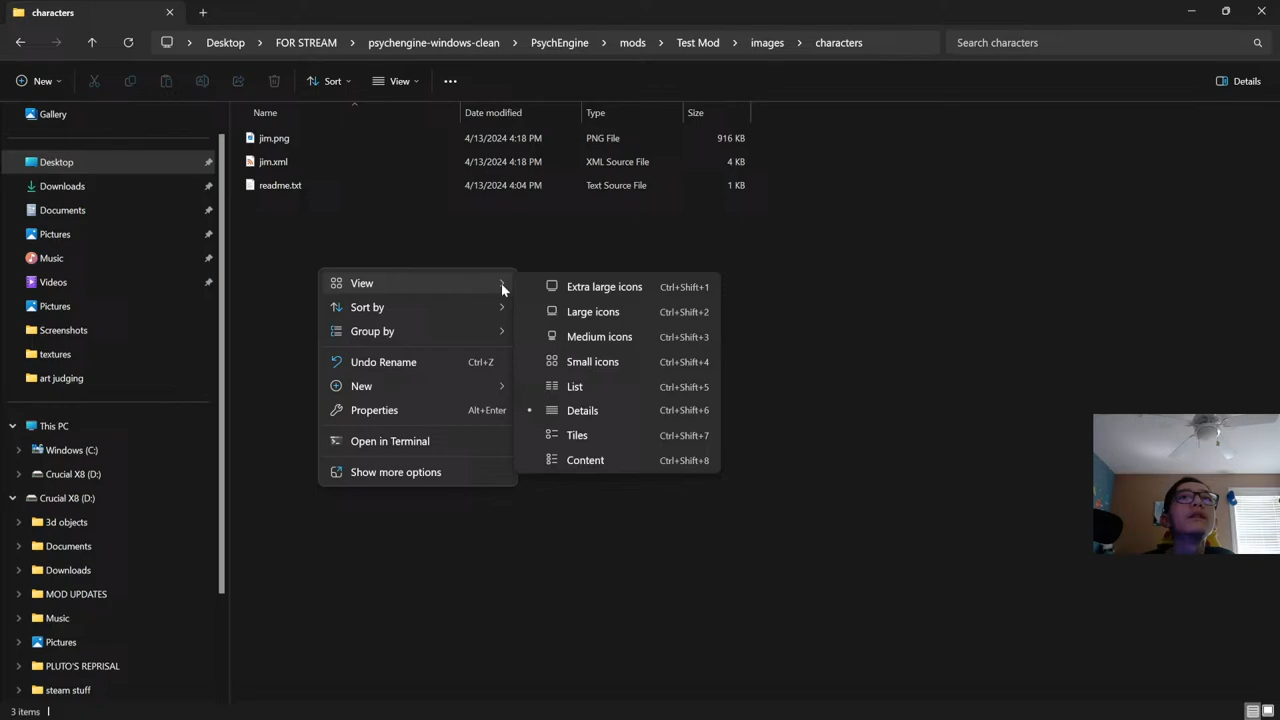 characters
Desktop > FOR STREAM > psychengine-windows-clean > PsychEngine > mods > Test Mod > images > characters
Search characters
New
Sort
View
Details
Name
Date modified
Type
Size
jim.png 4/13/2024 4:18 PM PNG File 916 KB
jim.xml 4/13/2024 4:18 PM XML Source File 4 KB
readme.txt 4/13/2024 4:04 PM Text Source File 1 KB
Gallery
Desktop
Downloads
Documents
Pictures
Music
Videos
Pictures
Screenshots
textures
art judging
This PC
Windows (C:)
Crucial X8 (D:)
Crucial X8 (D:)
3d objects
Documents
Downloads
MOD UPDATES
Music
Pictures
PLUTO'S REPRISAL
steam stuff
View
Sort by
Group by
Undo Rename Ctrl+Z
New
Properties Alt+Enter
Open in Terminal
Show more options
Extra large icons Ctrl+Shift+1
Large icons Ctrl+Shift+2
Medium icons Ctrl+Shift+3
Small icons Ctrl+Shift+4
List Ctrl+Shift+5
Details Ctrl+Shift+6
Tiles Ctrl+Shift+7
Content Ctrl+Shift+8
3 items